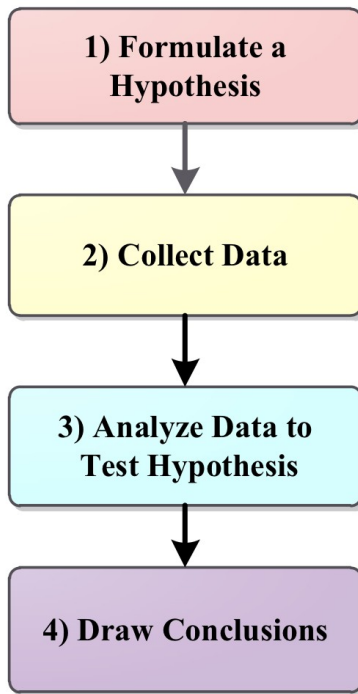 1) Formulate a
Hypothesis
2) Collect Data
3) Analyze Data to
Test Hypothesis
4) Draw Conclusions